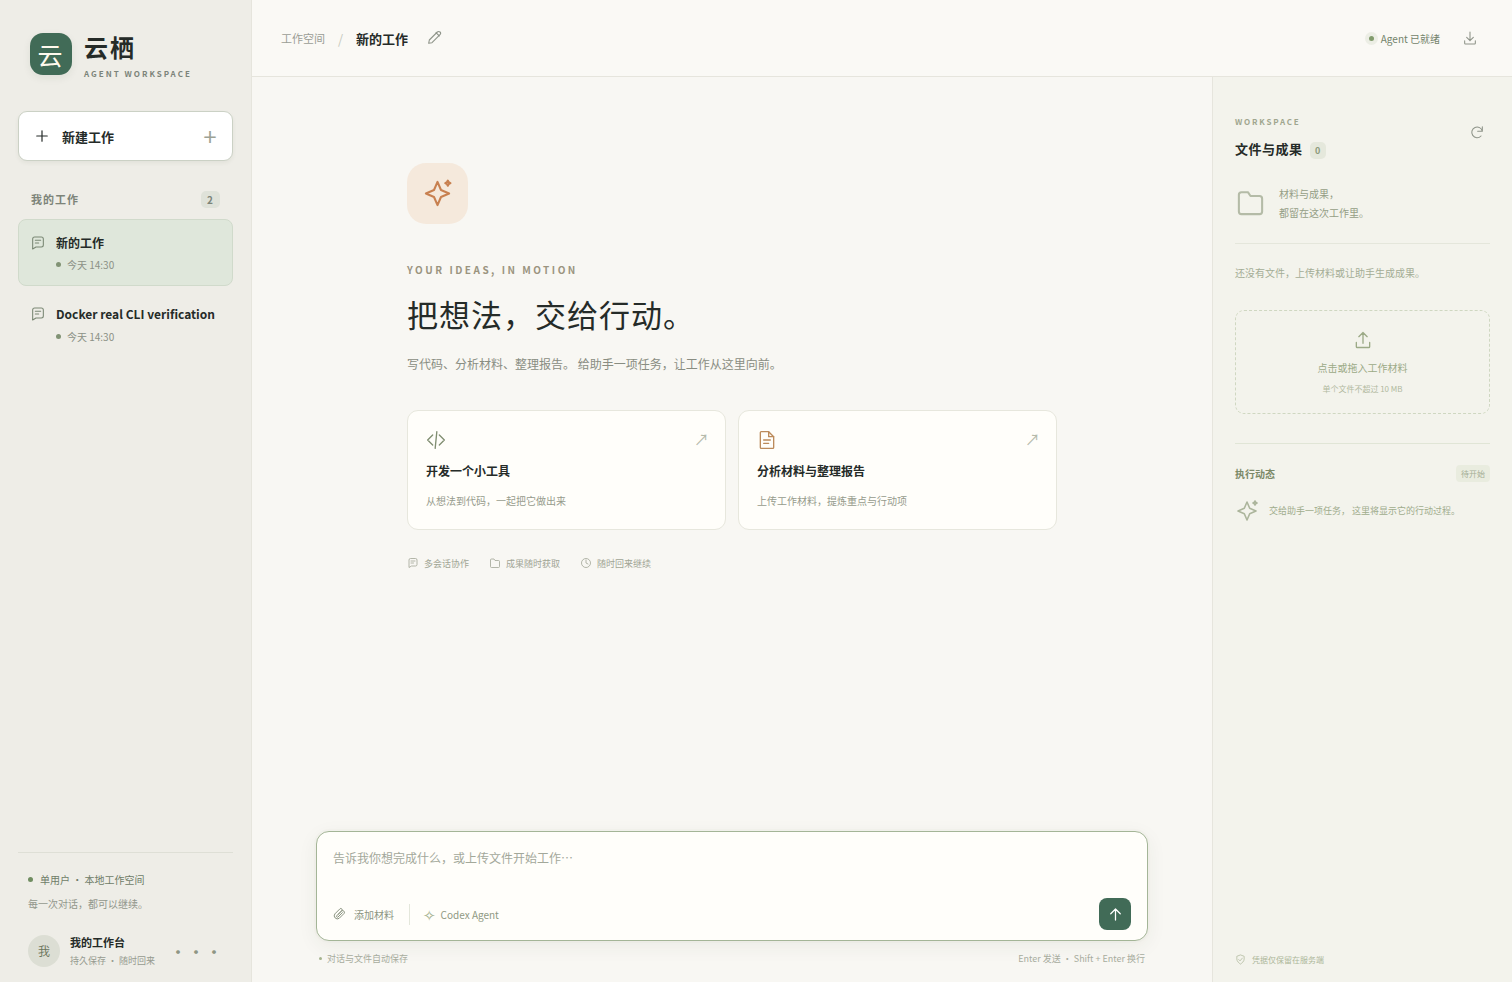 云
云栖
AGENT WORKSPACE
新建工作
我的工作 2
新的工作
今天 14:30
Docker real CLI verification
今天 14:30
单用户 · 本地工作空间
每一次对话，都可以继续。
我
我的工作台
持久保存 · 随时回来
工作空间 / 新的工作
Agent 已就绪
YOUR IDEAS, IN MOTION
把想法，交给行动。
写代码、分析材料、整理报告。 给助手一项任务，让工作从这里向前。
开发一个小工具
从想法到代码，一起把它做出来
分析材料与整理报告
上传工作材料，提炼重点与行动项
多会话协作
成果随时获取
随时回来继续
告诉我你想完成什么，或上传文件开始工作…
添加材料
Codex Agent
对话与文件自动保存
Enter 发送 · Shift + Enter 换行
WORKSPACE
文件与成果 0
材料与成果，
都留在这次工作里。
还没有文件，上传材料或让助手生成成果。
点击或拖入工作材料
单个文件不超过 10 MB
执行动态
待开始
交给助手一项任务， 这里将显示它的行动过程。
凭据仅保留在服务端